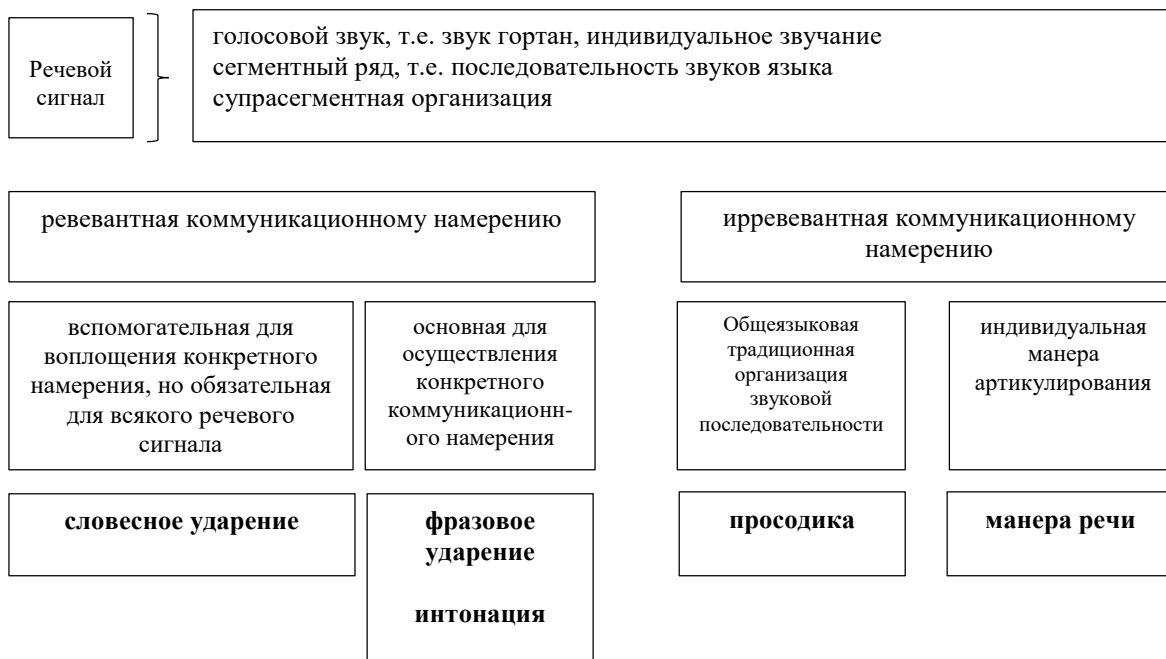 Речевой
сигнал
голосовой звук, т.е. звук гортан, индивидуальное звучание
сегментный ряд, т.е. последовательность звуков языка
супрасегментная организация
ревевантная коммуникационному намерению
ирревевантная коммуникационному
намерению
вспомогательная для
воплощения конкретного
намерения, но обязательная
для всякого речевого
сигнала
основная для
осуществления
конкретного
коммуникационн-
ого намерения
Общеязыковая
традиционная
организация
звуковой
последовательности
индивидуальная
манера
артикулирования
словесное ударение
фразовое
ударение
интонация
просодика
манера речи